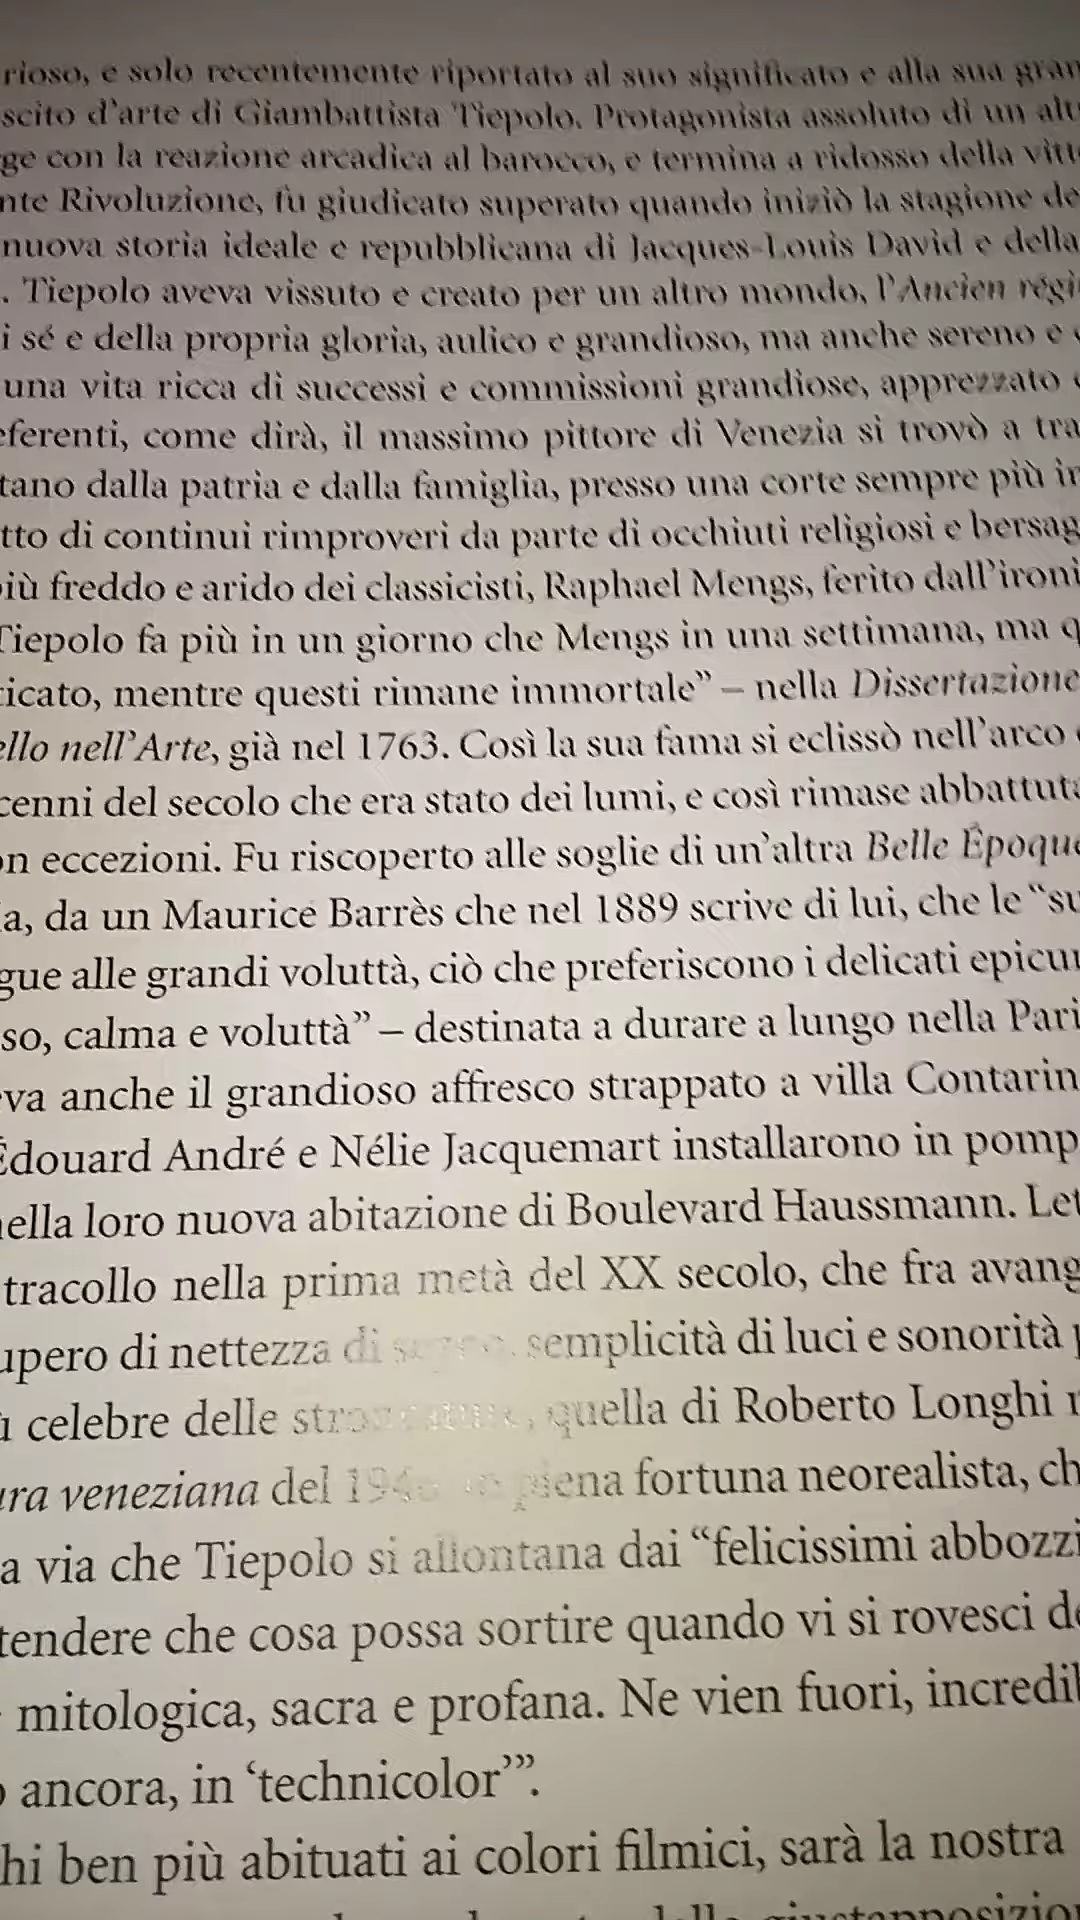 rioso, e solo recentemente riportato al suo significato e alla sua gran
scito d'arte di Giambattista Tiepolo. Protagonista assoluto di un alt
ge con la reazione arcadica al barocco, e termina a ridosso della vitt
nte Rivoluzione, fu giudicato superato quando iniziò la stagione de
nuova storia ideale e repubblicana di Jacques-Louis David e della
. Tiepolo aveva vissuto e creato per un altro mondo, l'Ancien régi
i sé e della propria gloria, aulico e grandioso, ma anche sereno e
una vita ricca di successi e commissioni grandiose, apprezzato
eferenti, come dirà, il massimo pittore di Venezia si trovò a tra
tano dalla patria e dalla famiglia, presso una corte sempre più in
tto di continui rimproveri da parte di occhiuti religiosi e bersag
iù freddo e arido dei classicisti, Raphael Mengs, ferito dall'ironi
Tiepolo fa più in un giorno che Mengs in una settimana, ma q
icato, mentre questi rimane immortale” – nella Dissertazione
ello nell'Arte, già nel 1763. Così la sua fama si eclissò nell'arco
cenni del secolo che era stato dei lumi, e così rimase abbattuta
on eccezioni. Fu riscoperto alle soglie di un'altra Belle Époque
a, da un Maurice Barrès che nel 1889 scrive di lui, che le “su
gue alle grandi voluttà, ciò che preferiscono i delicati epicur
so, calma e voluttà” – destinata a durare a lungo nella Pari
va anche il grandioso affresco strappato a villa Contarin
Édouard André e Nélie Jacquemart installarono in pomp
nella loro nuova abitazione di Boulevard Haussmann. Let
tracollo nella prima metà del XX secolo, che fra avang
upero di nettezza di semplicità di luci e sonorità
ù celebre delle quella di Roberto Longhi
ura veneziana del piena fortuna neorealista, ch
a via che Tiepolo si allontana dai “felicissimi abbozzi
tendere che cosa possa sortire quando vi si rovesci de
mitologica, sacra e profana. Ne vien fuori, incredib
ancora, in ‘technicolor’”.
hi ben più abituati ai colori filmici, sarà la nostra